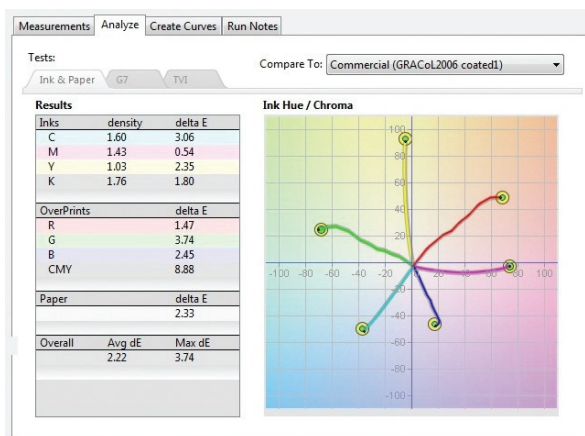 Measurements Analyze Create Curves Run Notes
Tests:
Compare To: Commercial (GRACoL2006 coated1)
Ink & Paper G7 TVI
Results
Inks density delta E
C 1.60 3.06
M 1.43 0.54
Y 1.03 2.35
K 1.76 1.80
OverPrints delta E
R 1.47
G 3.74
B 2.45
CMY 8.88
Paper delta E
2.33
Overall Avg dE Max dE
2.22 3.74
Ink Hue / Chroma
100
80
60
40
20
-100 -80 -60 -40 -20 20 40 60 80 100
-20
-40
-60
-80
-100